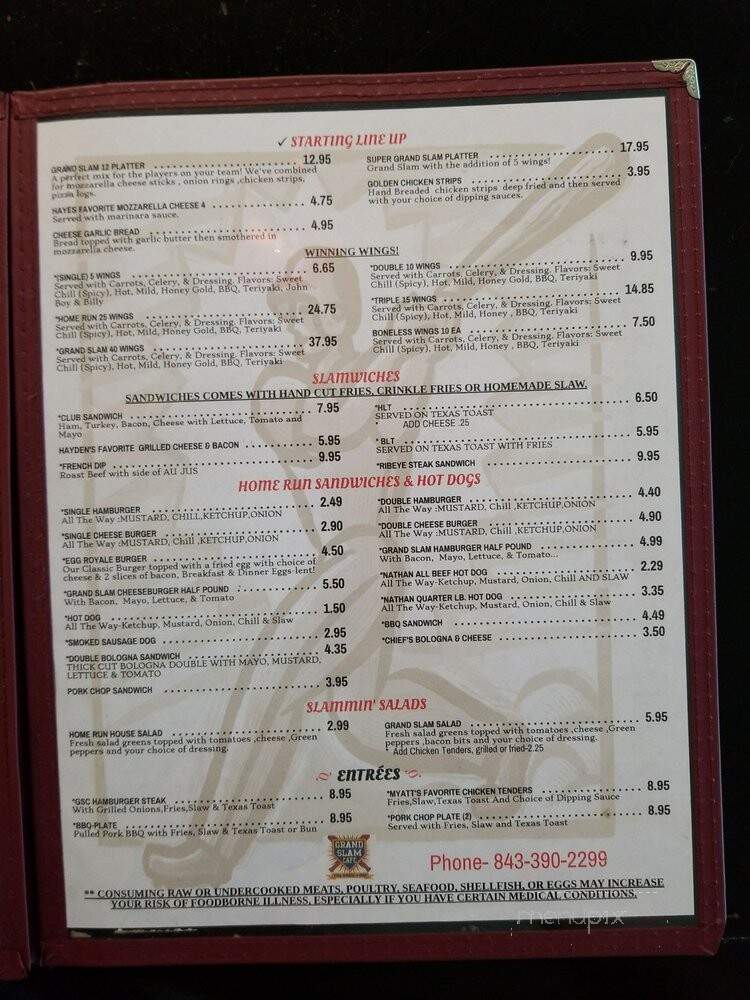 ✓ STARTING LINE UP
GRAND SLAM 12 PLATTER 12.95
A perfect mix for the players on your team! We've combined
for mozzarella cheese sticks , onion rings ,chicken strips,
pizza logs.
HAYES FAVORITE MOZZARELLA CHEESE 4 4.75
Served with marinara sauce.
CHEESE GARLIC BREAD 4.95
Bread topped with garlic butter then smothered in
mozzarella cheese.
SUPER GRAND SLAM PLATTER 17.95
Grand Slam with the addition of 5 wings!
GOLDEN CHICKEN STRIPS 3.95
Hand Breaded chicken strips deep fried and then served
with your choice of dipping sauces.
WINNING WINGS!
*(SINGLE) 5 WINGS 6.65
Served with Carrots, Celery, & Dressing. Flavors: Sweet
Chill (Spicy), Hot, Mild, Honey Gold, BBQ, Teriyaki, John
Boy & Billy
*HOME RUN 25 WINGS 24.75
Served with Carrots, Celery, & Dressing. Flavors: Sweet
Chill (Spicy), Hot, Mild, Honey Gold, BBQ, Teriyaki
*GRAND SLAM 40 WINGS 37.95
Served with Carrots, Celery, & Dressing. Flavors: Sweet
Chill (Spicy), Hot, Mild, Honey Gold, BBQ, Teriyaki
*DOUBLE 10 WINGS 9.95
Served with Carrots, Celery, & Dressing. Flavors: Sweet
Chill (Spicy), Hot, Mild, Honey Gold, BBQ, Teriyaki
*TRIPLE 15 WINGS 14.85
Served with Carrots, Celery, & Dressing. Flavors: Sweet
Chill (Spicy), Hot, Mild, Honey , BBQ, Teriyaki
BONELESS WINGS 10 EA 7.50
Served with Carrots, Celery, & Dressing. Flavors: Sweet
Chill (Spicy), Hot, Mild, Honey , BBQ, Teriyaki
SLAMWICHES
SANDWICHES COMES WITH HAND CUT FRIES, CRINKLE FRIES OR HOMEMADE SLAW.
*CLUB SANDWICH 7.95
Ham, Turkey, Bacon, Cheese with Lettuce, Tomato and
Mayo
HAYDEN'S FAVORITE GRILLED CHEESE & BACON 5.95
*FRENCH DIP 9.95
Roast Beef with side of AU JUS
*HLT 6.50
SERVED ON TEXAS TOAST
ADD CHEESE .25
* BLT 5.95
SERVED ON TEXAS TOAST WITH FRIES
*RIBEYE STEAK SANDWICH 9.95
HOME RUN SANDWICHES & HOT DOGS
*SINGLE HAMBURGER 2.49
All The Way :MUSTARD, CHILL,KETCHUP,ONION
*SINGLE CHEESE BURGER 2.90
All The Way :MUSTARD, Chill ,KETCHUP,ONION
*EGG ROYALE BURGER 4.50
Our Classic Burger topped with a fried egg with choice of
cheese & 2 slices of bacon, Breakfast & Dinner Eggs-lent!
*GRAND SLAM CHEESEBURGER HALF POUND 5.50
With Bacon, Mayo, Lettuce, & Tomato
*HOT DOG 1.50
All The Way-Ketchup, Mustard, Onion, Chill & Slaw
*SMOKED SAUSAGE DOG 2.95
*DOUBLE BOLOGNA SANDWICH 4.35
THICK CUT BOLOGNA DOUBLE WITH MAYO, MUSTARD,
LETTUCE & TOMATO
PORK CHOP SANDWICH 3.95
*DOUBLE HAMBURGER 4.40
All The Way :MUSTARD, Chill ,KETCHUP,ONION
*DOUBLE CHEESE BURGER 4.90
All The Way :MUSTARD, Chill ,KETCHUP,ONION
*GRAND SLAM HAMBURGER HALF POUND 4.99
With Bacon, Mayo, Lettuce, & Tomato...
*NATHAN ALL BEEF HOT DOG 2.29
All The Way-Ketchup, Mustard, Onion, Chill AND SLAW
*NATHAN QUARTER LB. HOT DOG 3.35
All The Way-Ketchup, Mustard, Onion, Chill & Slaw
*BBQ SANDWICH 4.49
*CHIEF'S BOLOGNA & CHEESE 3.50
SLAMMIN' SALADS
HOME RUN HOUSE SALAD 2.99
Fresh salad greens topped with tomatoes ,cheese ,Green
peppers and your choice of dressing.
GRAND SLAM SALAD 5.95
Fresh salad greens topped with tomatoes ,cheese ,Green
peppers ,bacon bits and your choice of dressing.
* Add Chicken Tenders, grilled or fried-2.25
ENTRÉES
*GSC HAMBURGER STEAK 8.95
With Grilled Onions,Fries,Slaw & Texas Toast
*BBQ-PLATE 8.95
Pulled Pork BBQ with Fries, Slaw & Texas Toast or Bun
*MYATT'S FAVORITE CHICKEN TENDERS 8.95
Fries,Slaw,Texas Toast And Choice of Dipping Sauce
*PORK CHOP PLATE (2) 8.95
Served with Fries, Slaw and Texas Toast
GRAND
SLAM
CAFE
Phone- 843-390-2299
** CONSUMING RAW OR UNDERCOOKED MEATS, POULTRY, SEAFOOD, SHELLFISH, OR EGGS MAY INCREASE
YOUR RISK OF FOODBORNE ILLNESS, ESPECIALLY IF YOU HAVE CERTAIN MEDICAL CONDITIONS.
menupix